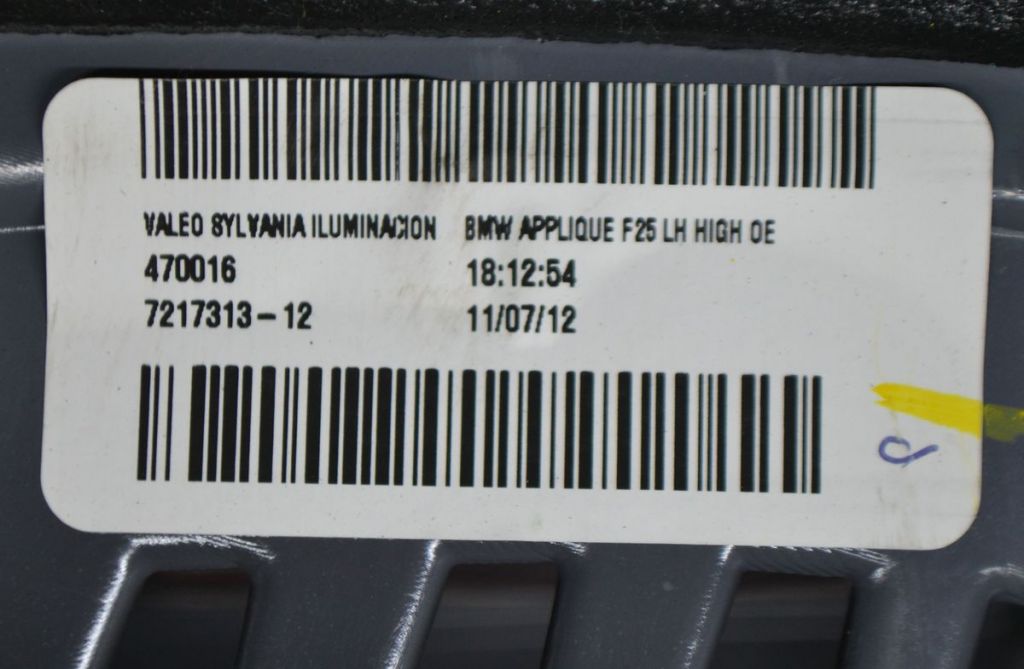 VALEO SYLVANIA ILUMINACION BMW APPLIQUE F25 LH HIGH OE
470016 18:12:54
7217313-12 11/07/12